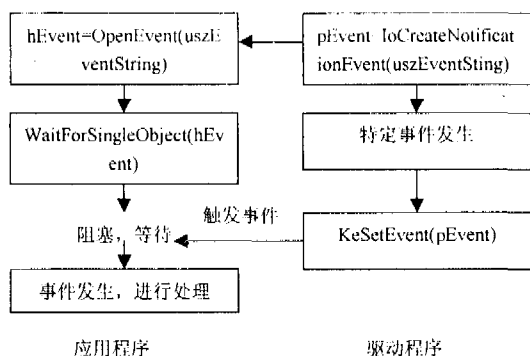 hEvent=OpenEvent(uszE
ventString)
pEvent IoCreateNotificat
ionEvent(uszEventSting)
WaitForSingleObject(hEv
ent)
特定事件发生
触发事件
阻塞，等待
KeSetEvent(pEvent)
事件发生，进行处理
应用程序
驱动程序